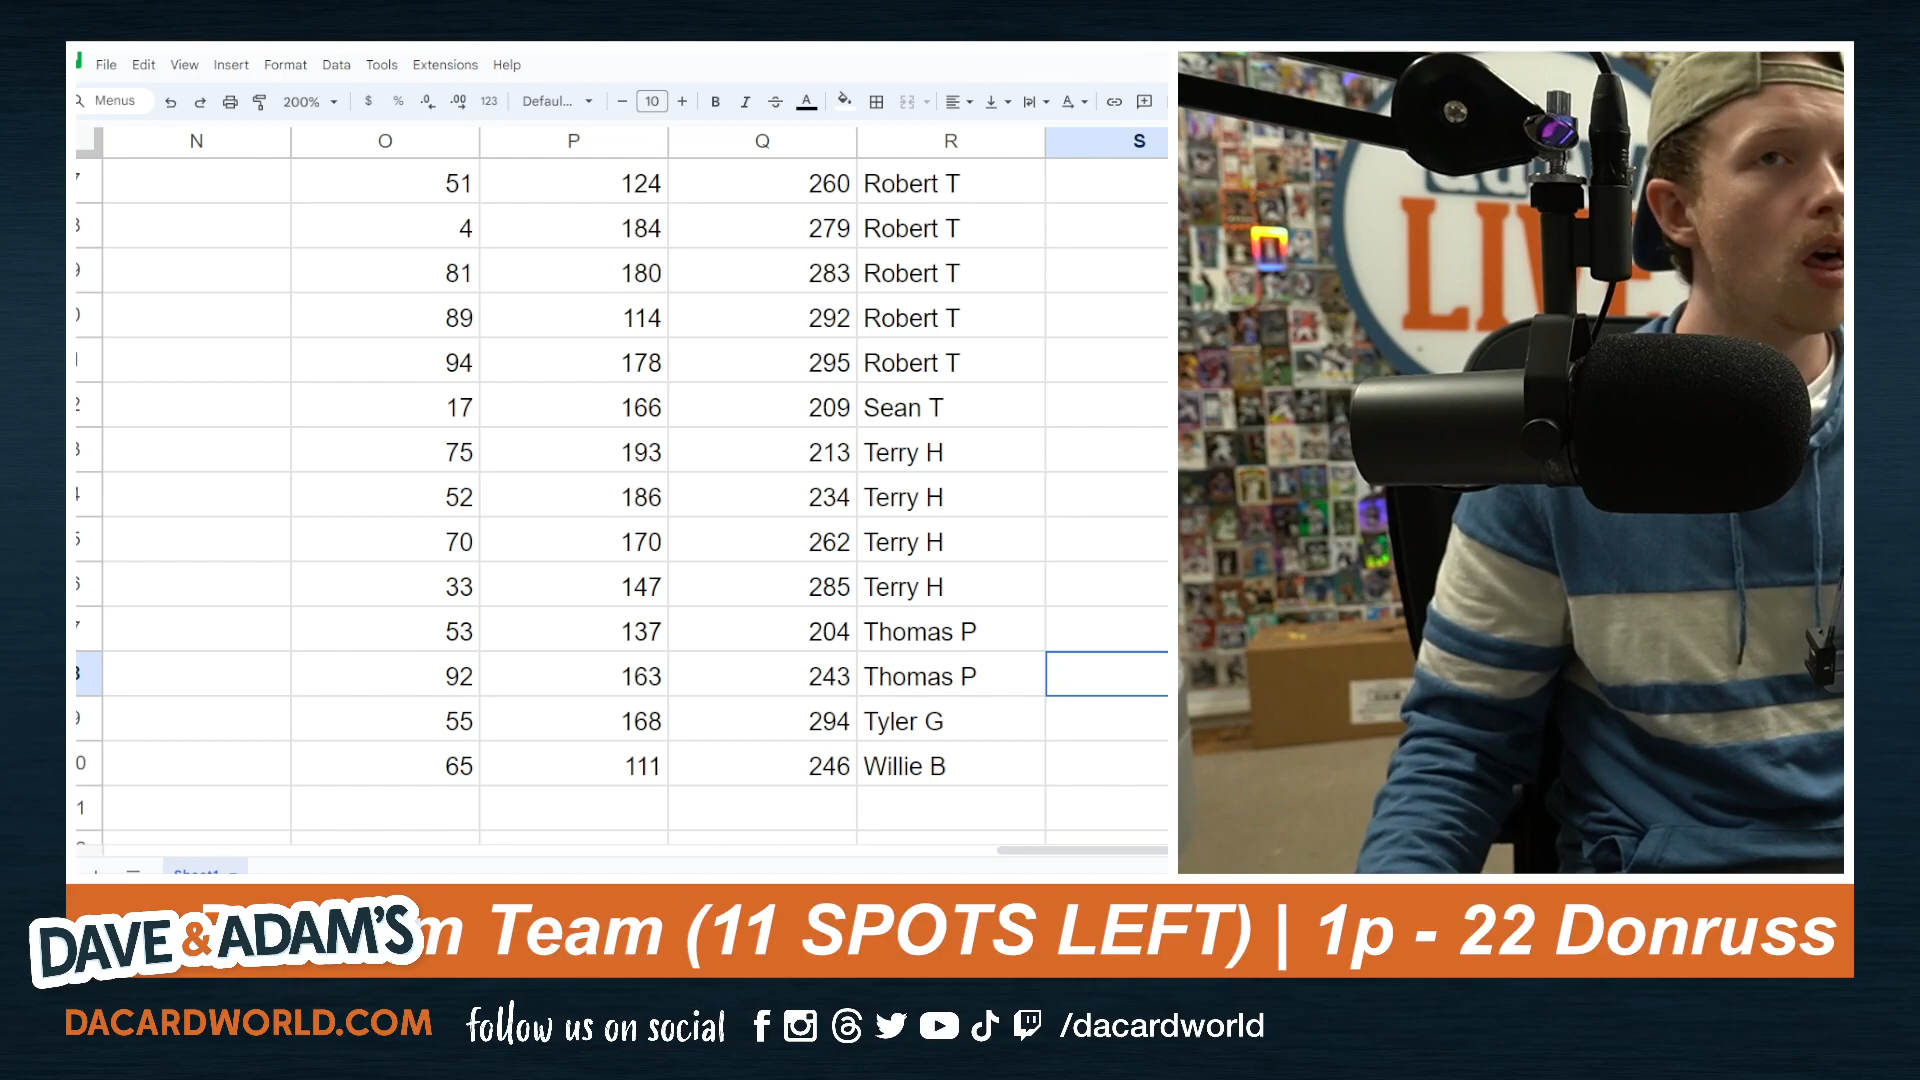 File Edit View Insert Format Data Tools Extensions Help
Menus 200% $ % .0 .00 123 Defaul... 10 B I A
N O P Q R S
51 124 260 Robert T
4 184 279 Robert T
81 180 283 Robert T
89 114 292 Robert T
94 178 295 Robert T
17 166 209 Sean T
75 193 213 Terry H
52 186 234 Terry H
70 170 262 Terry H
33 147 285 Terry H
53 137 204 Thomas P
92 163 243 Thomas P
55 168 294 Tyler G
65 111 246 Willie B
LIVE
DAVE & ADAM'S
m Team (11 SPOTS LEFT) | 1p - 22 Donruss
DACARDWORLD.COM
follow us on social /dacardworld